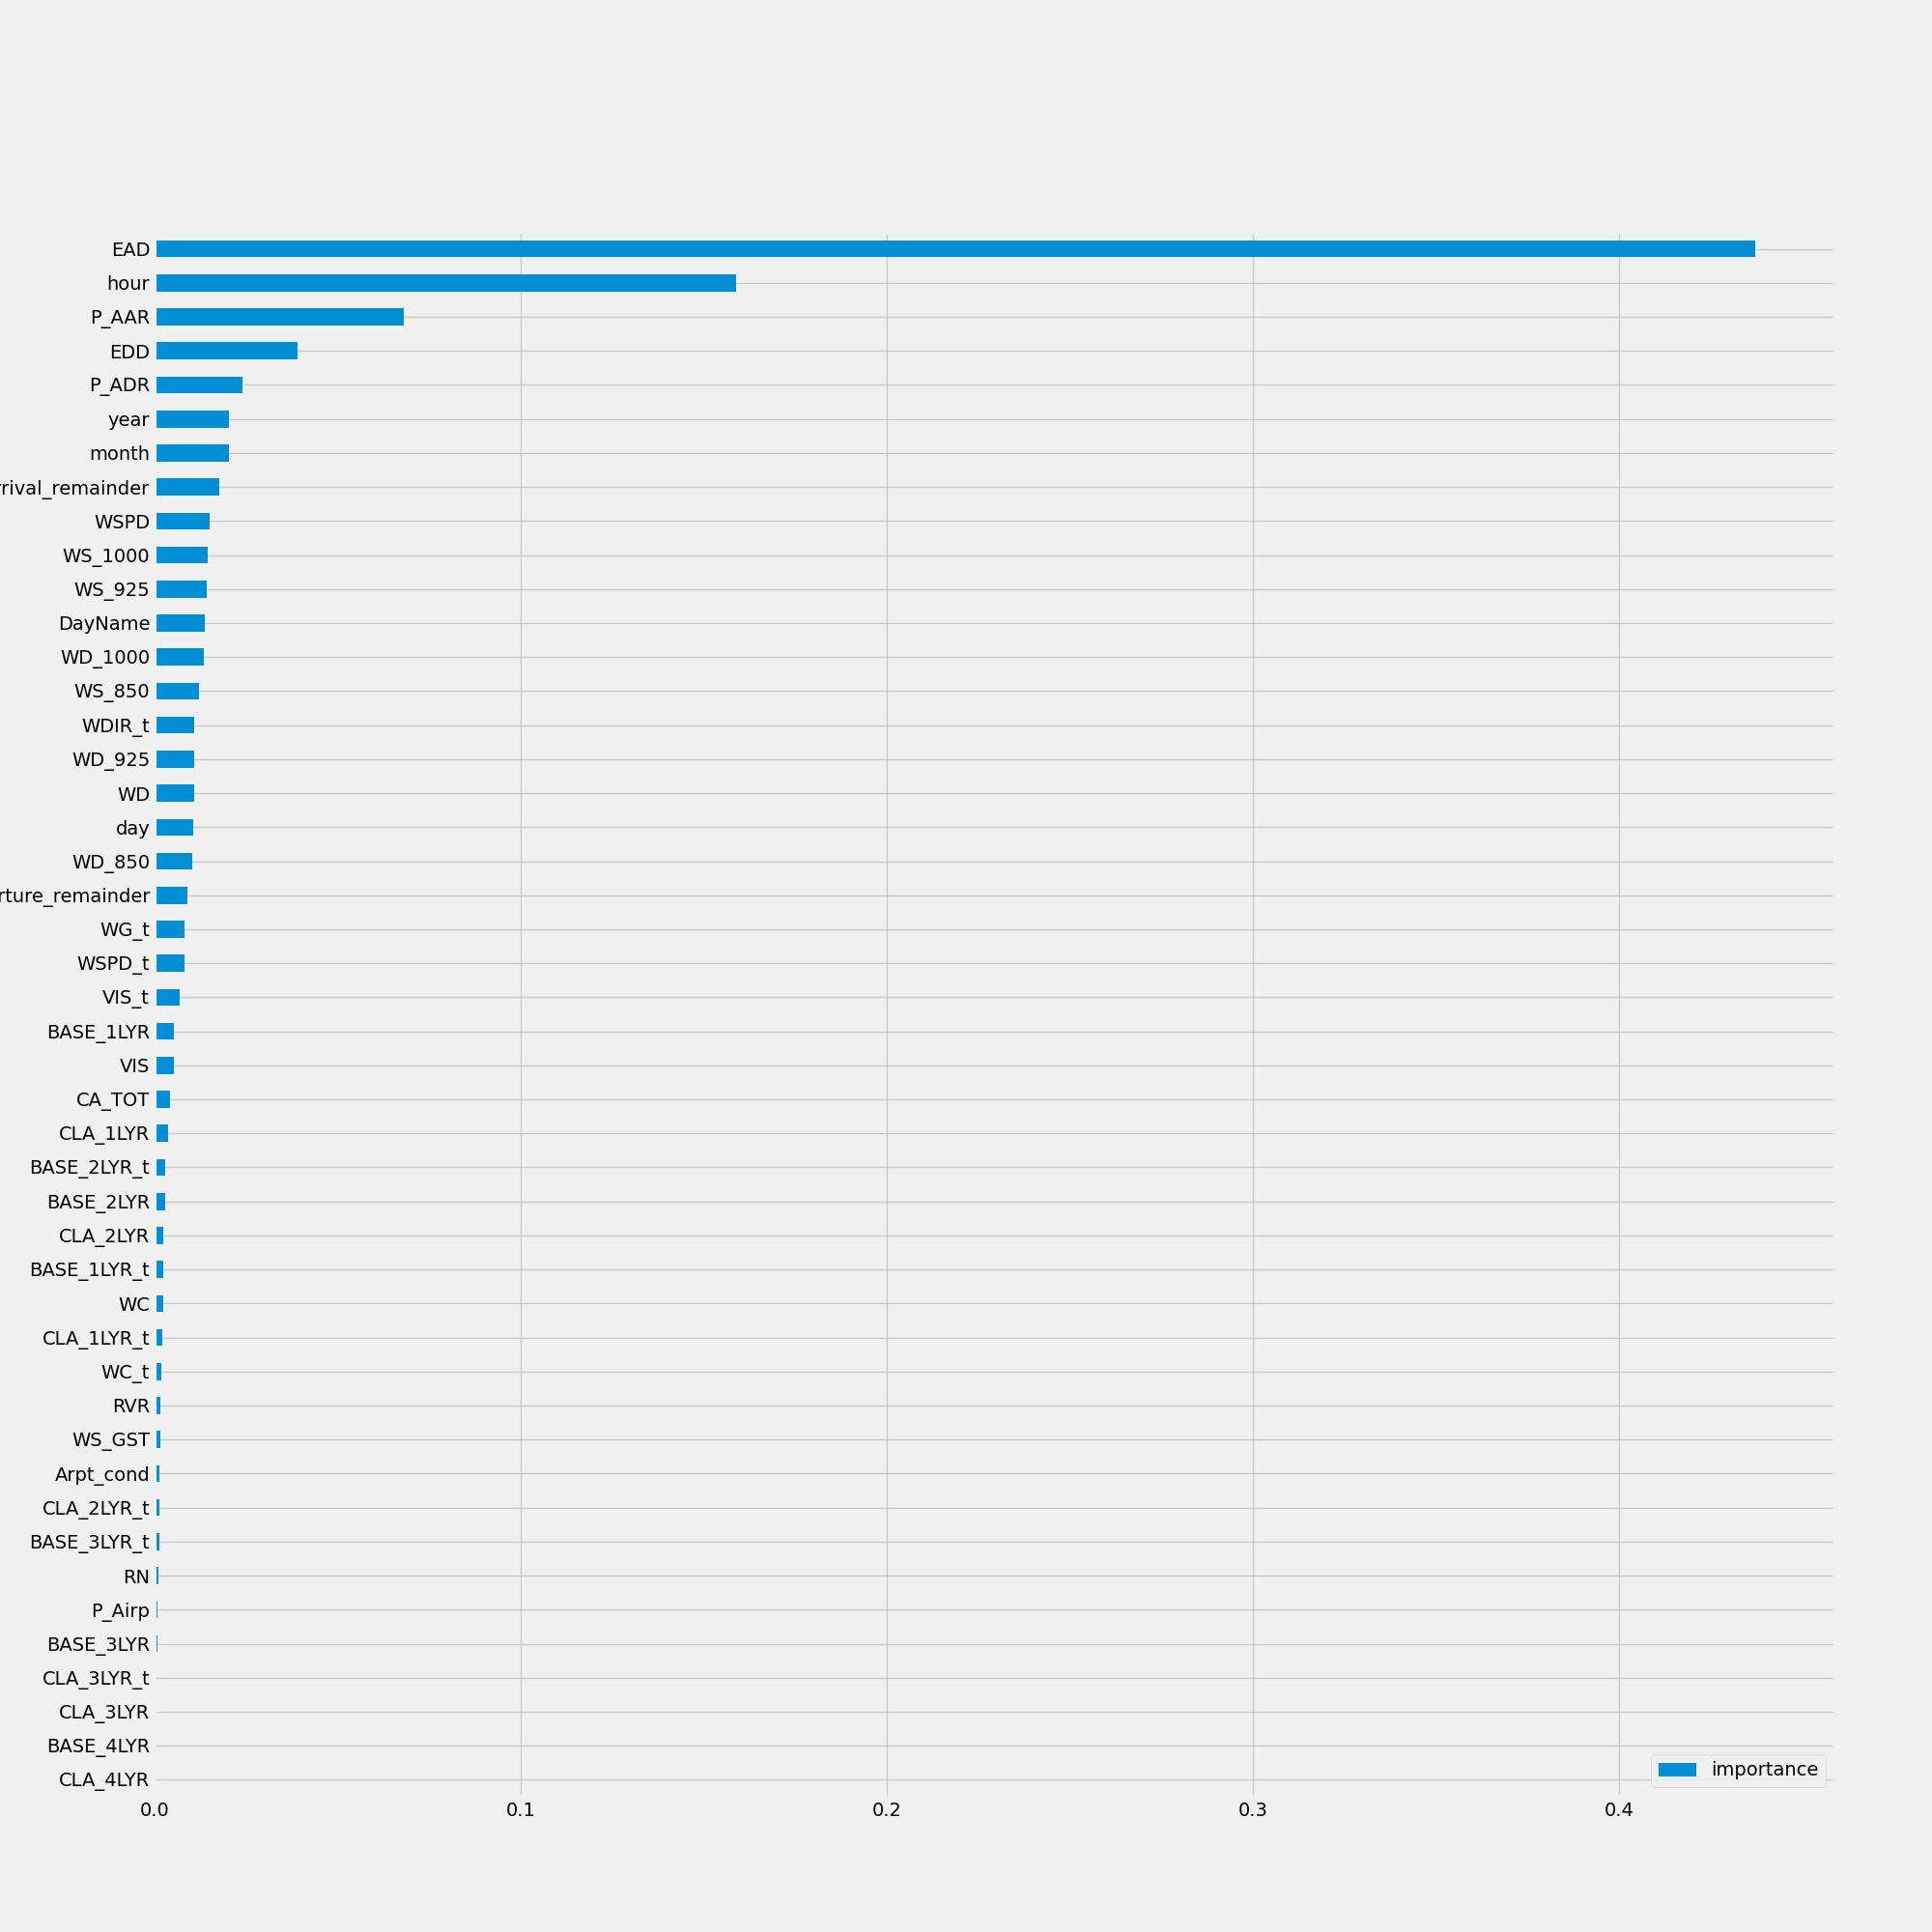 EAD
hour
P_AAR
EDD
P_ADR
year
month
rival_remainder
WSPD
WS_1000
WS_925
DayName
WD_1000
WS_850
WDIR_t
WD_925
WD
day
WD_850
rture_remainder
WG_t
WSPD_t
VIS_t
BASE_1LYR
VIS
CA_TOT
CLA_1LYR
BASE_2LYR_t
BASE_2LYR
CLA_2LYR
BASE_1LYR_t
WC
CLA_1LYR_t
WC_t
RVR
WS_GST
Arpt_cond
CLA_2LYR_t
BASE_3LYR_t
RN
P_Airp
BASE_3LYR
CLA_3LYR_t
CLA_3LYR
BASE_4LYR
CLA_4LYR
importance
0.0 0.1 0.2 0.3 0.4